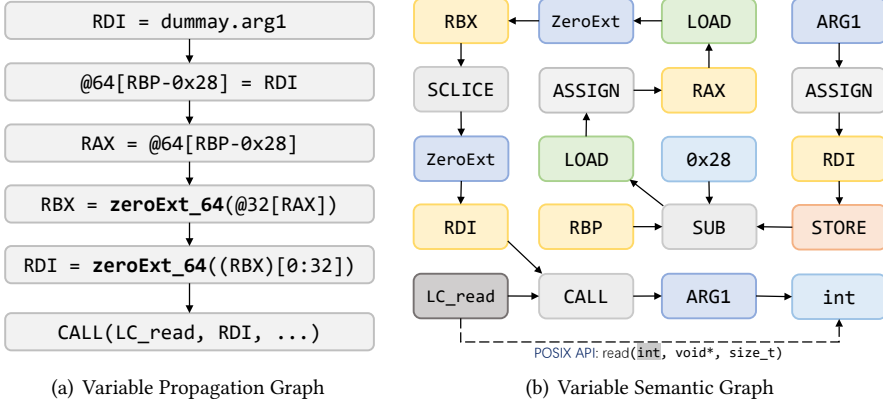 RDI = dummay.arg1
@64[RBP-0x28] = RDI
RAX = @64[RBP-0x28]
RBX = zeroExt_64(@32[RAX])
RDI = zeroExt_64((RBX)[0:32])
CALL(LC_read, RDI, ...)
(a) Variable Propagation Graph
RBX ZeroExt LOAD ARG1
SCLICE ASSIGN RAX ASSIGN
ZeroExt LOAD 0x28 RDI
RDI RBP SUB STORE
LC_read CALL ARG1 int
POSIX API: read(int, void*, size_t)
(b) Variable Semantic Graph